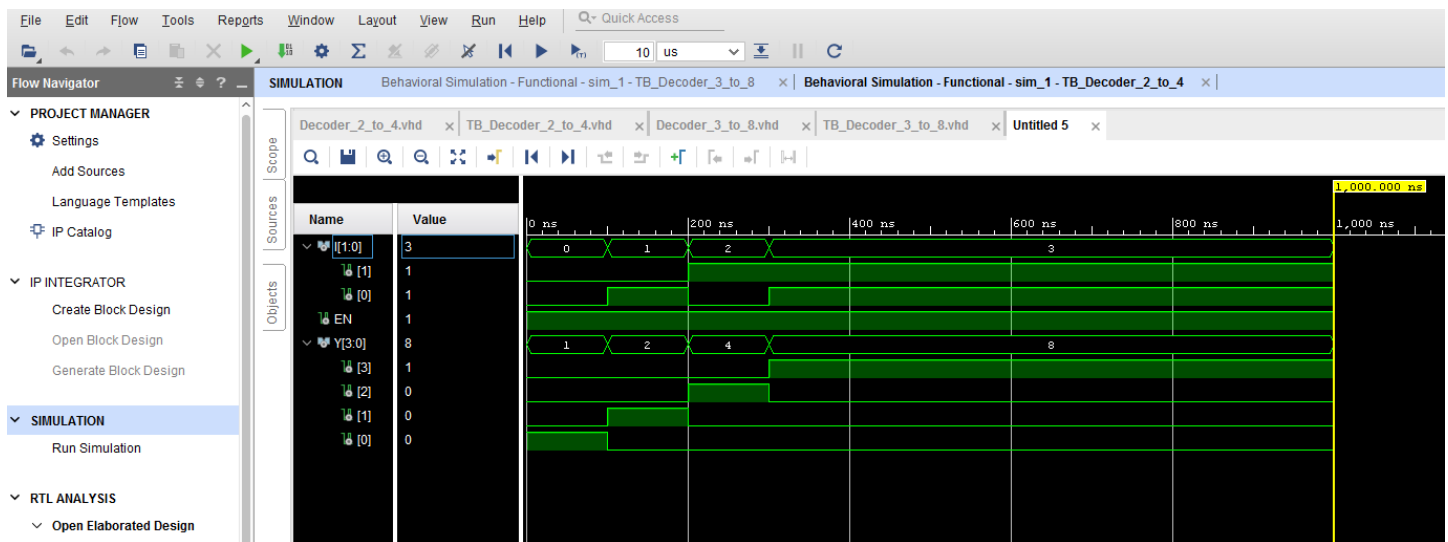 File Edit Flow Tools Reports Window Layout View Run Help Quick Access
10 us
Flow Navigator
SIMULATION Behavioral Simulation - Functional - sim_1 - TB_Decoder_3_to_8 Behavioral Simulation - Functional - sim_1 - TB_Decoder_2_to_4
PROJECT MANAGER
Settings
Add Sources
Language Templates
IP Catalog
IP INTEGRATOR
Create Block Design
Open Block Design
Generate Block Design
SIMULATION
Run Simulation
RTL ANALYSIS
Open Elaborated Design
Scope
Sources
Objects
Decoder_2_to_4.vhd TB_Decoder_2_to_4.vhd Decoder_3_to_8.vhd TB_Decoder_3_to_8.vhd Untitled 5
1,000.000 ns
Name Value 0 ns 200 ns 400 ns 600 ns 800 ns 1,000 ns
I[1:0] 3 0 1 2 3
[1] 1
[0] 1
EN 1
Y[3:0] 8 1 2 4 8
[3] 1
[2] 0
[1] 0
[0] 0